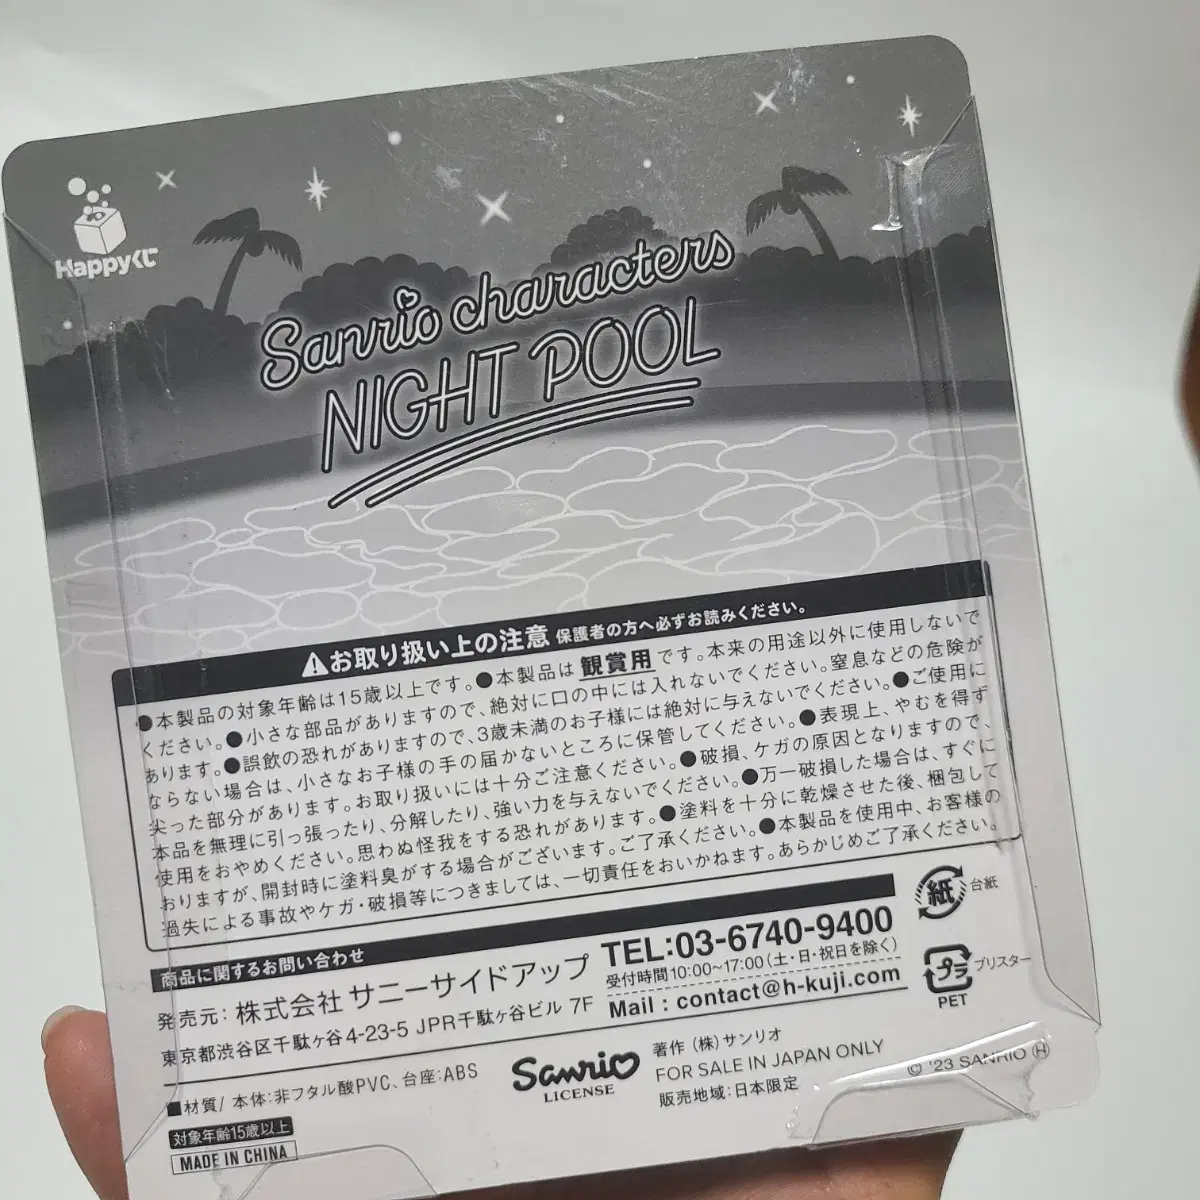 Happyくじ
Sanrio characters
NIGHT POOL
お取り扱い上の注意 保護者の方へ必ずお読みください。
●本製品の対象年齢は15歳以上です。●本製品は 観賞用 です。本来の用途以外に使用しないで
ください。●小さな部品がありますので、絶対に口の中には入れないでください。窒息などの危険が
あります。●誤飲の恐れがありますので、3歳未満のお子様には絶対に与えないでください。●ご使用に
ならない場合は、小さなお子様の手の届かないところに保管してください。●表現上、やむを得ず
尖った部分があります。お取り扱いには十分ご注意ください。●破損、ケガの原因となりますので、
本品を無理に引っ張ったり、分解したり、強い力を与えないでください。●万一破損した場合は、すぐに
使用をおやめください。思わぬ怪我をする恐れがあります。●塗料を十分に乾燥させた後、梱包して
おりますが、開封時に塗料臭がする場合がございます。ご了承ください。●本製品を使用中、お客様の
過失による事故やケガ・破損等につきましては、一切責任をおいかねます。あらかじめご了承ください。
紙 台紙
プラ ブリスター
PET
商品に関するお問い合わせ
発売元：株式会社 サニーサイドアップ
東京都渋谷区千駄ヶ谷4-23-5 JPR千駄ヶ谷ビル 7F
TEL:03-6740-9400
受付時間10:00～17:00（土・日・祝日を除く）
Mail : contact@h-kuji.com
■材質/ 本体:非フタル酸PVC、台座:ABS
対象年齢15歳以上
MADE IN CHINA
Sanrio
LICENSE
著作 (株)サンリオ
FOR SALE IN JAPAN ONLY
販売地域:日本限定
© '23 SANRIO Ⓗ